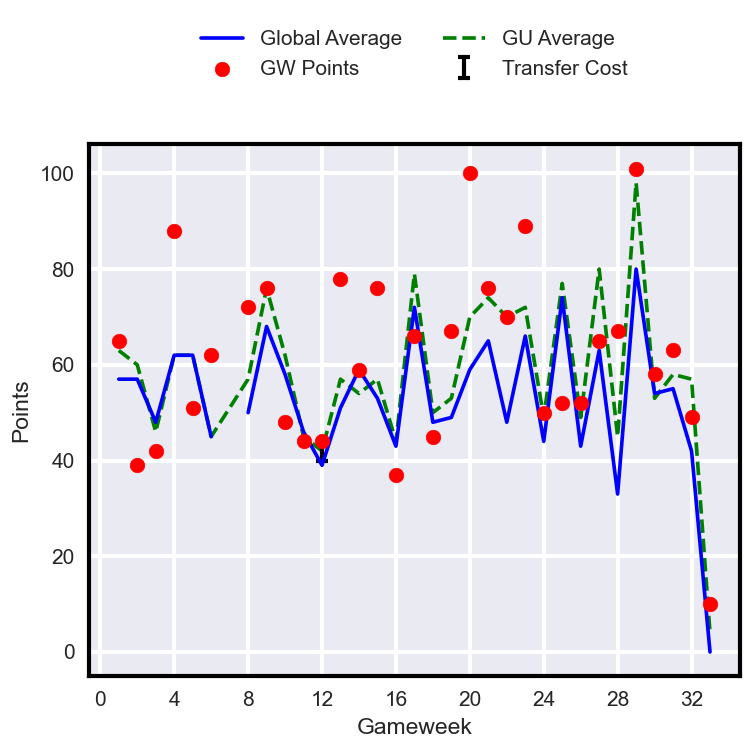 Global Average
GW Points
GU Average
Transfer Cost
Points
100
80
60
40
20
0
0 4 8 12 16 20 24 28 32
Gameweek